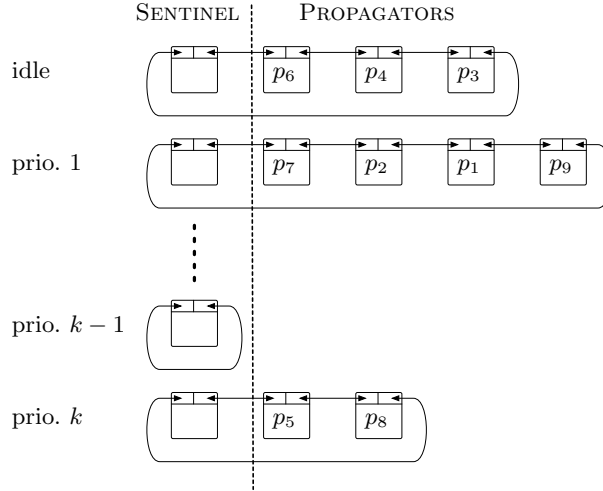 SENTINEL PROPAGATORS
idle p₆ p₄ p₃
prio. 1 p₇ p₂ p₁ p₉
prio. k − 1
prio. k p₅ p₈